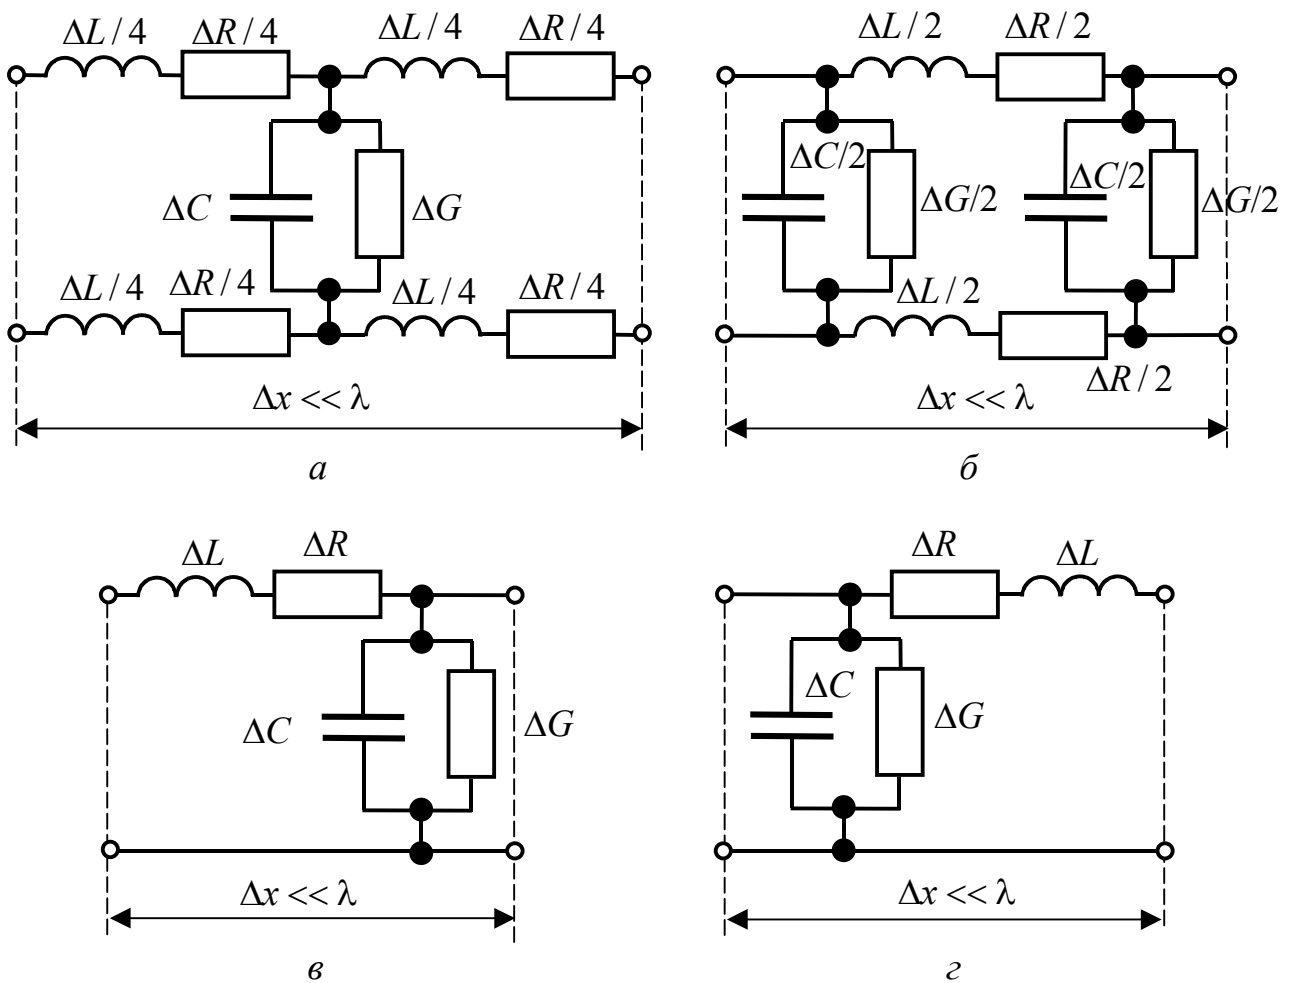 ΔL / 4 ΔR / 4 ΔL / 4 ΔR / 4
ΔC ΔG
ΔL / 4 ΔR / 4 ΔL / 4 ΔR / 4
Δx << λ
а
ΔL / 2 ΔR / 2
ΔC/2 ΔG/2 ΔC/2 ΔG/2
ΔL / 2
ΔR / 2
Δx << λ
б
ΔL ΔR
ΔC ΔG
Δx << λ
в
ΔR ΔL
ΔC ΔG
Δx << λ
г